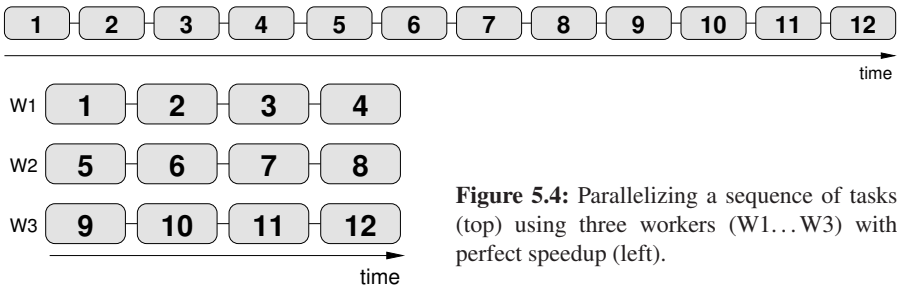 1 2 3 4 5 6 7 8 9 10 11 12
time
W1 1 2 3 4
W2 5 6 7 8
W3 9 10 11 12
time
Figure 5.4: Parallelizing a sequence of tasks
(top) using three workers (W1...W3) with
perfect speedup (left).